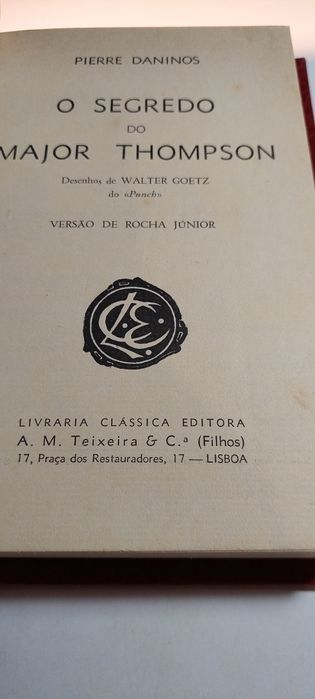 PIERRE DANINOS
O SEGREDO
DO
MAJOR THOMPSON
Desenhos de WALTER GOETZ
do «Punch»
VERSÃO DE ROCHA JÚNIOR
LCE
LIVRARIA CLÁSSICA EDITORA
A. M. Teixeira & C.ª (Filhos)
17, Praça dos Restauradores, 17 — LISBOA